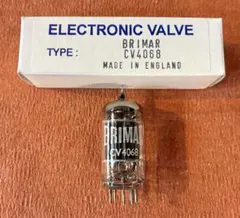 ELECTRONIC VALVE
TYPE: BRIMAR
CV4068
MADE IN ENGLAND
BRIMAR
CV4068